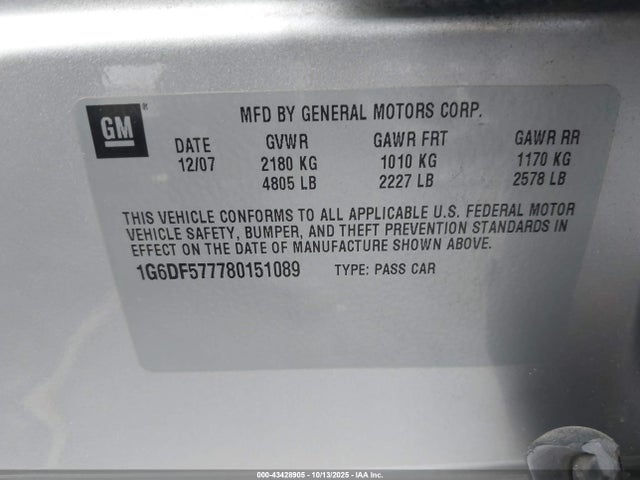 MFD BY GENERAL MOTORS CORP.
GM®
DATE GVWR GAWR FRT GAWR RR
12/07 2180 KG 1010 KG 1170 KG
4805 LB 2227 LB 2578 LB
THIS VEHICLE CONFORMS TO ALL APPLICABLE U.S. FEDERAL MOTOR
VEHICLE SAFETY, BUMPER, AND THEFT PREVENTION STANDARDS IN
EFFECT ON THE DATE OF MANUFACTURE SHOWN ABOVE.
1G6DF577780151089 TYPE: PASS CAR
000-43428905 - 10/13/2025 - IAA Inc.